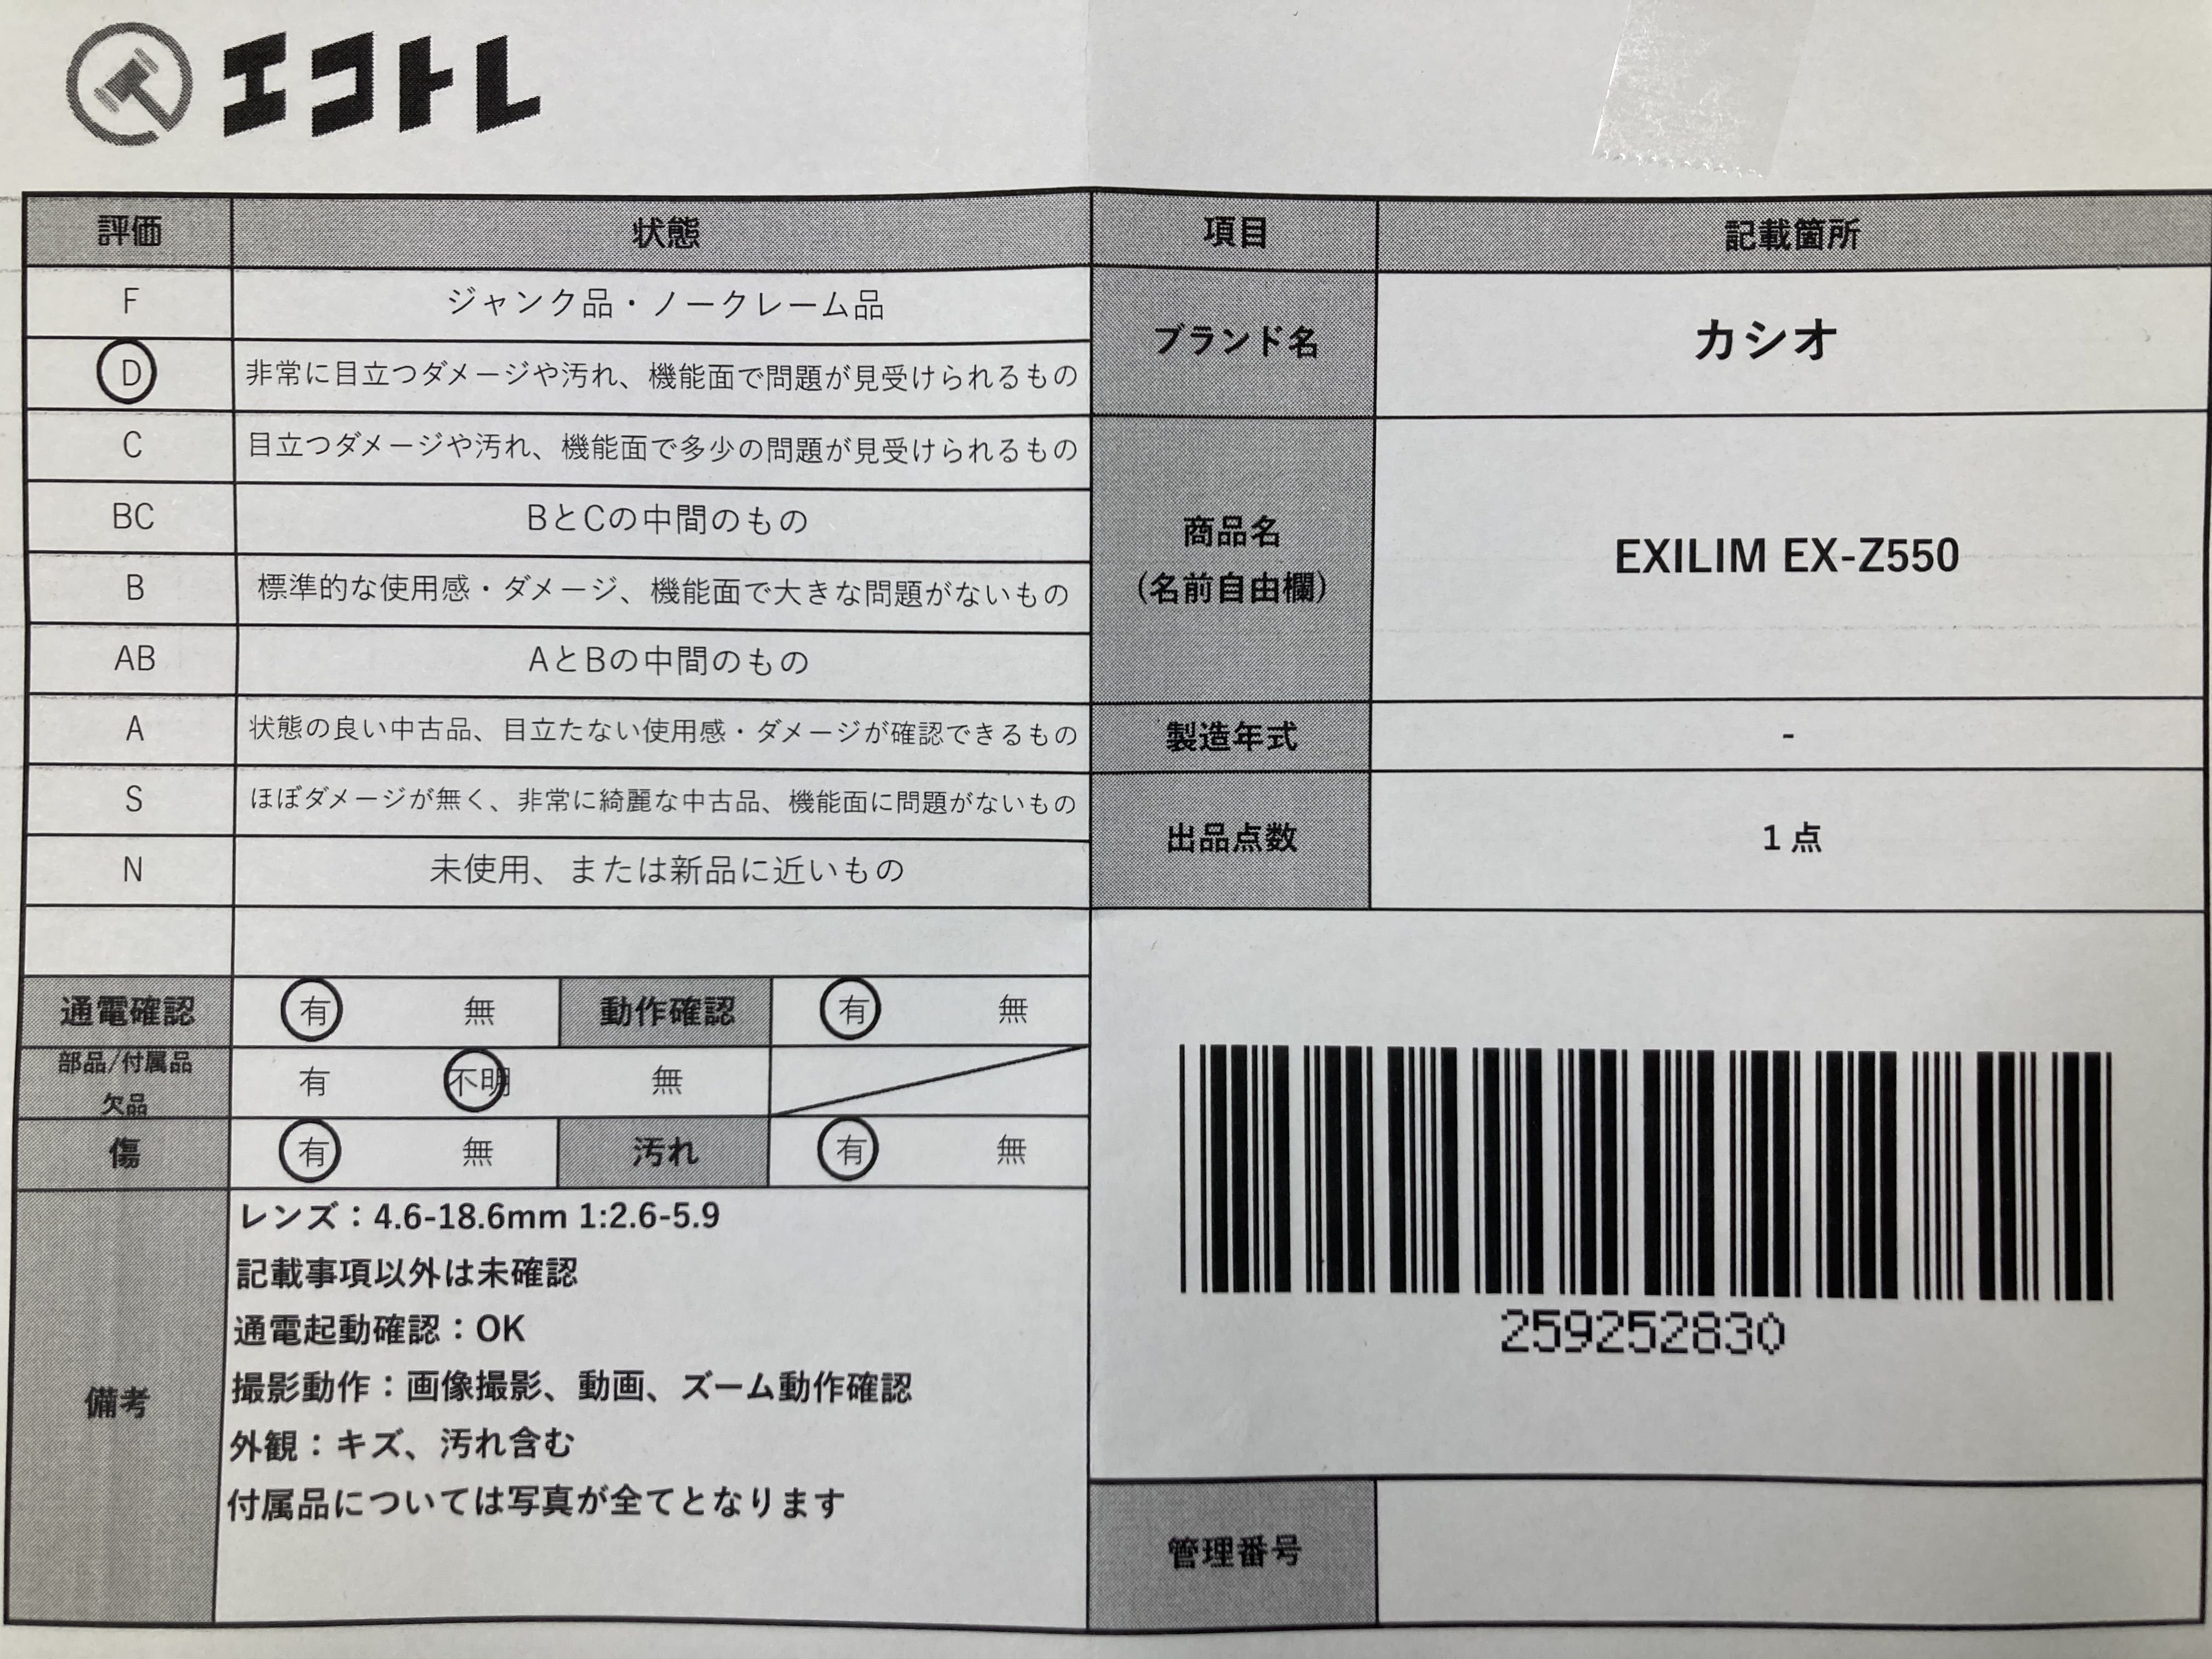 エコトレ
評価 状態
F ジャンク品・ノークレーム品
D 非常に目立つダメージや汚れ、機能面で問題が見受けられるもの
C 目立つダメージや汚れ、機能面で多少の問題が見受けられるもの
BC BとCの中間のもの
B 標準的な使用感・ダメージ、機能面で大きな問題がないもの
AB AとBの中間のもの
A 状態の良い中古品、目立たない使用感・ダメージが確認できるもの
S ほぼダメージが無く、非常に綺麗な中古品、機能面に問題がないもの
N 未使用、または新品に近いもの
通電確認 有 無 動作確認 有 無
部品/付属品
欠品 有 不明 無
傷 有 無 汚れ 有 無
備考
レンズ：4.6-18.6mm 1:2.6-5.9
記載事項以外は未確認
通電起動確認：OK
撮影動作：画像撮影、動画、ズーム動作確認
外観：キズ、汚れ含む
付属品については写真が全てとなります
項目 記載箇所
ブランド名 カシオ
商品名
(名前自由欄)
EXILIM EX-Z550
製造年式 -
出品点数 1 点
259252830
管理番号